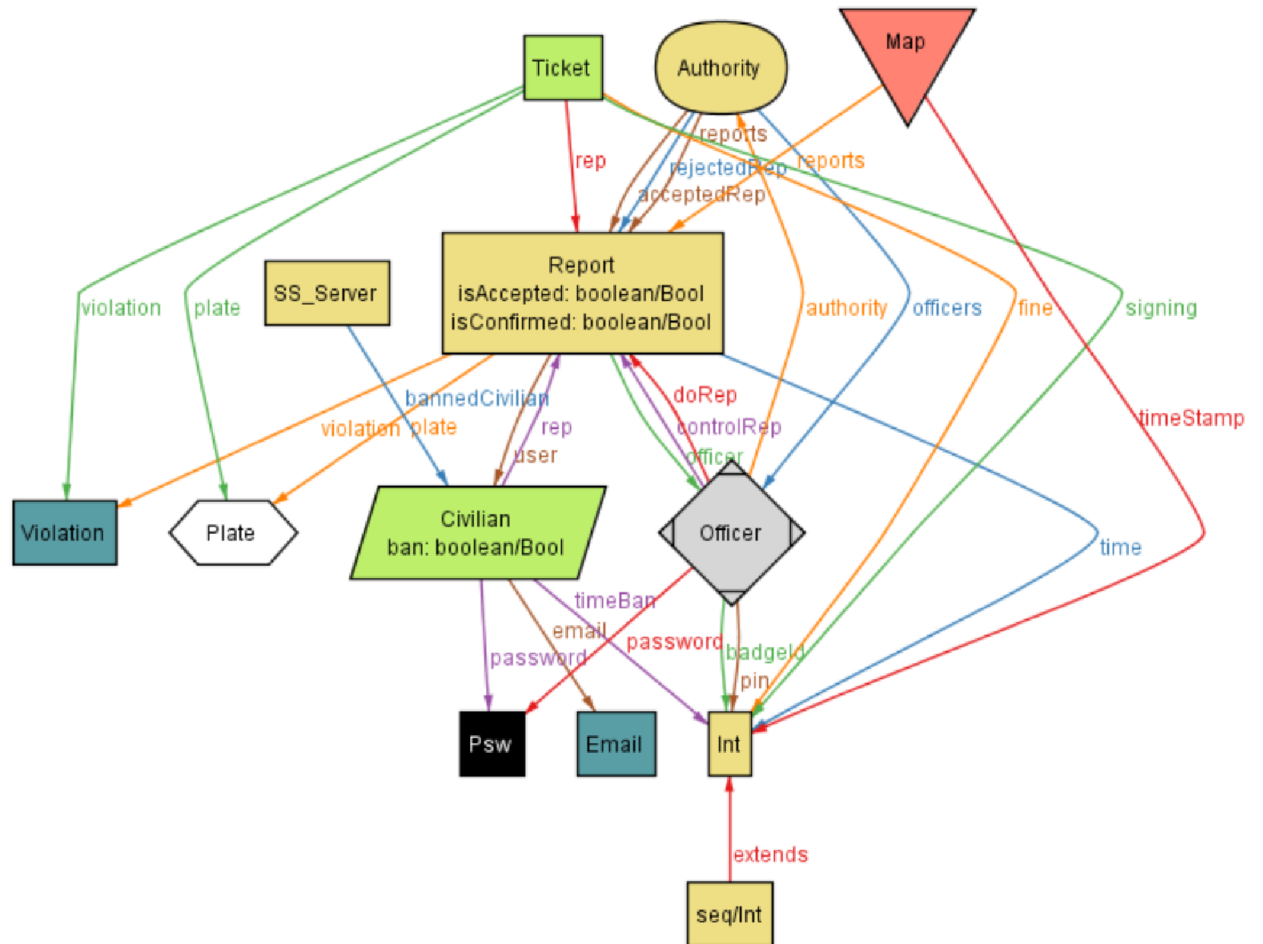 Ticket
Authority
Map
reports
rep
rejectedRep
reports
acceptedRep
Report
isAccepted: boolean/Bool
isConfirmed: boolean/Bool
SS_Server
violation
plate
authority
officers
fine
signing
doRep
bannedCivilian
timeStamp
violation
plate
rep
controlRep
user
officer
Violation
Plate
Civilian
ban: boolean/Bool
Officer
time
timeBan
email
password
badgeId
password
pin
Psw
Email
Int
extends
seq/Int